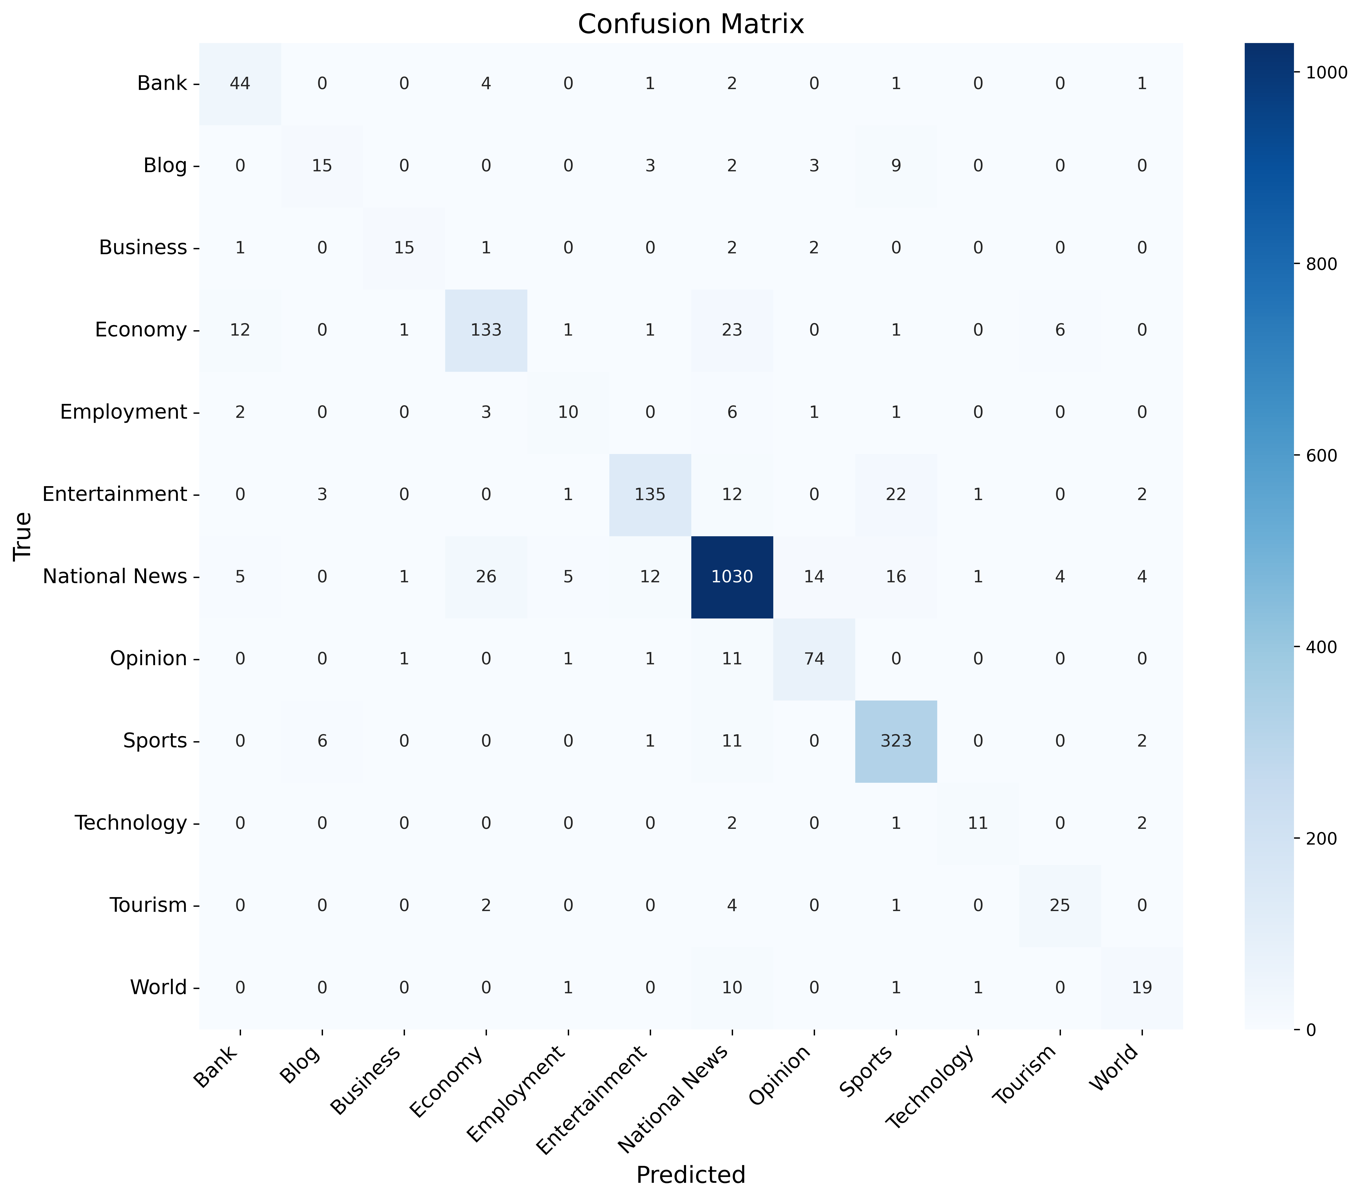 Confusion Matrix
Bank 44 0 0 4 0 1 2 0 1 0 0 1
Blog 0 15 0 0 0 3 2 3 9 0 0 0
Business 1 0 15 1 0 0 2 2 0 0 0 0
Economy 12 0 1 133 1 1 23 0 1 0 6 0
Employment 2 0 0 3 10 0 6 1 1 0 0 0
Entertainment 0 3 0 0 1 135 12 0 22 1 0 2
National News 5 0 1 26 5 12 1030 14 16 1 4 4
Opinion 0 0 1 0 1 1 11 74 0 0 0 0
Sports 0 6 0 0 0 1 11 0 323 0 0 2
Technology 0 0 0 0 0 0 2 0 1 11 0 2
Tourism 0 0 0 2 0 0 4 0 1 0 25 0
World 0 0 0 0 1 0 10 0 1 1 0 19
True
Bank Blog Business Economy Employment Entertainment National News Opinion Sports Technology Tourism World
Predicted
1000
800
600
400
200
0